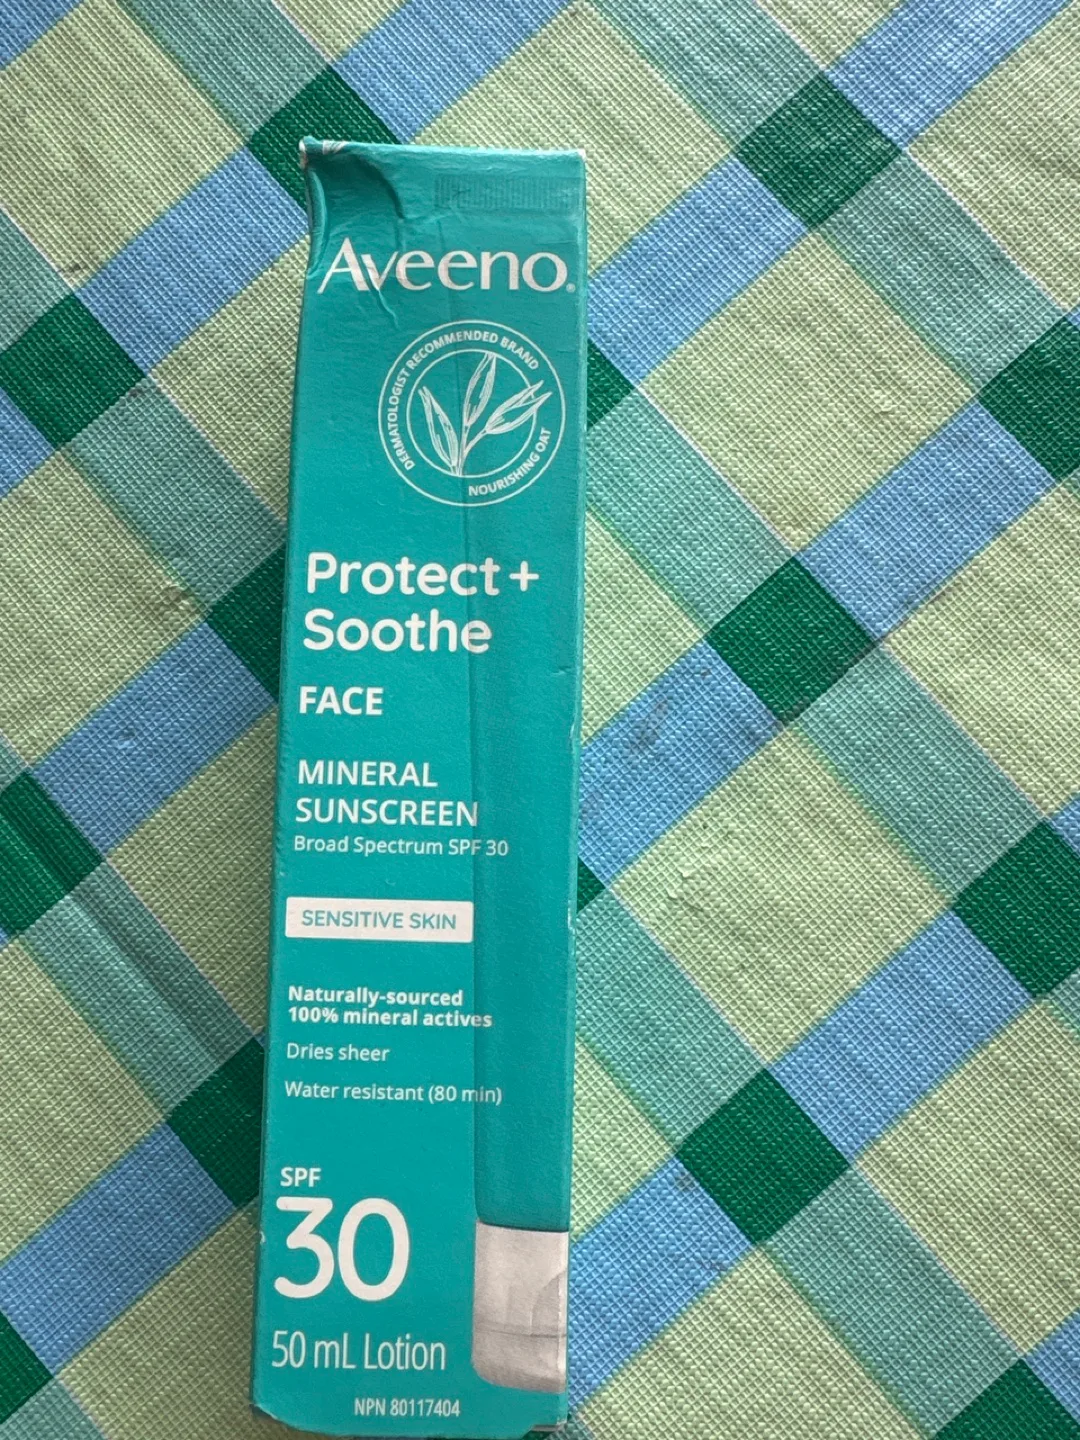 Aveeno®
DERMATOLOGIST RECOMMENDED BRAND
NOURISHING OAT
Protect +
Soothe
FACE
MINERAL
SUNSCREEN
Broad Spectrum SPF 30
SENSITIVE SKIN
Naturally-sourced
100% mineral actives
Dries sheer
Water resistant (80 min)
SPF
30
50 mL Lotion
NPN 80117404